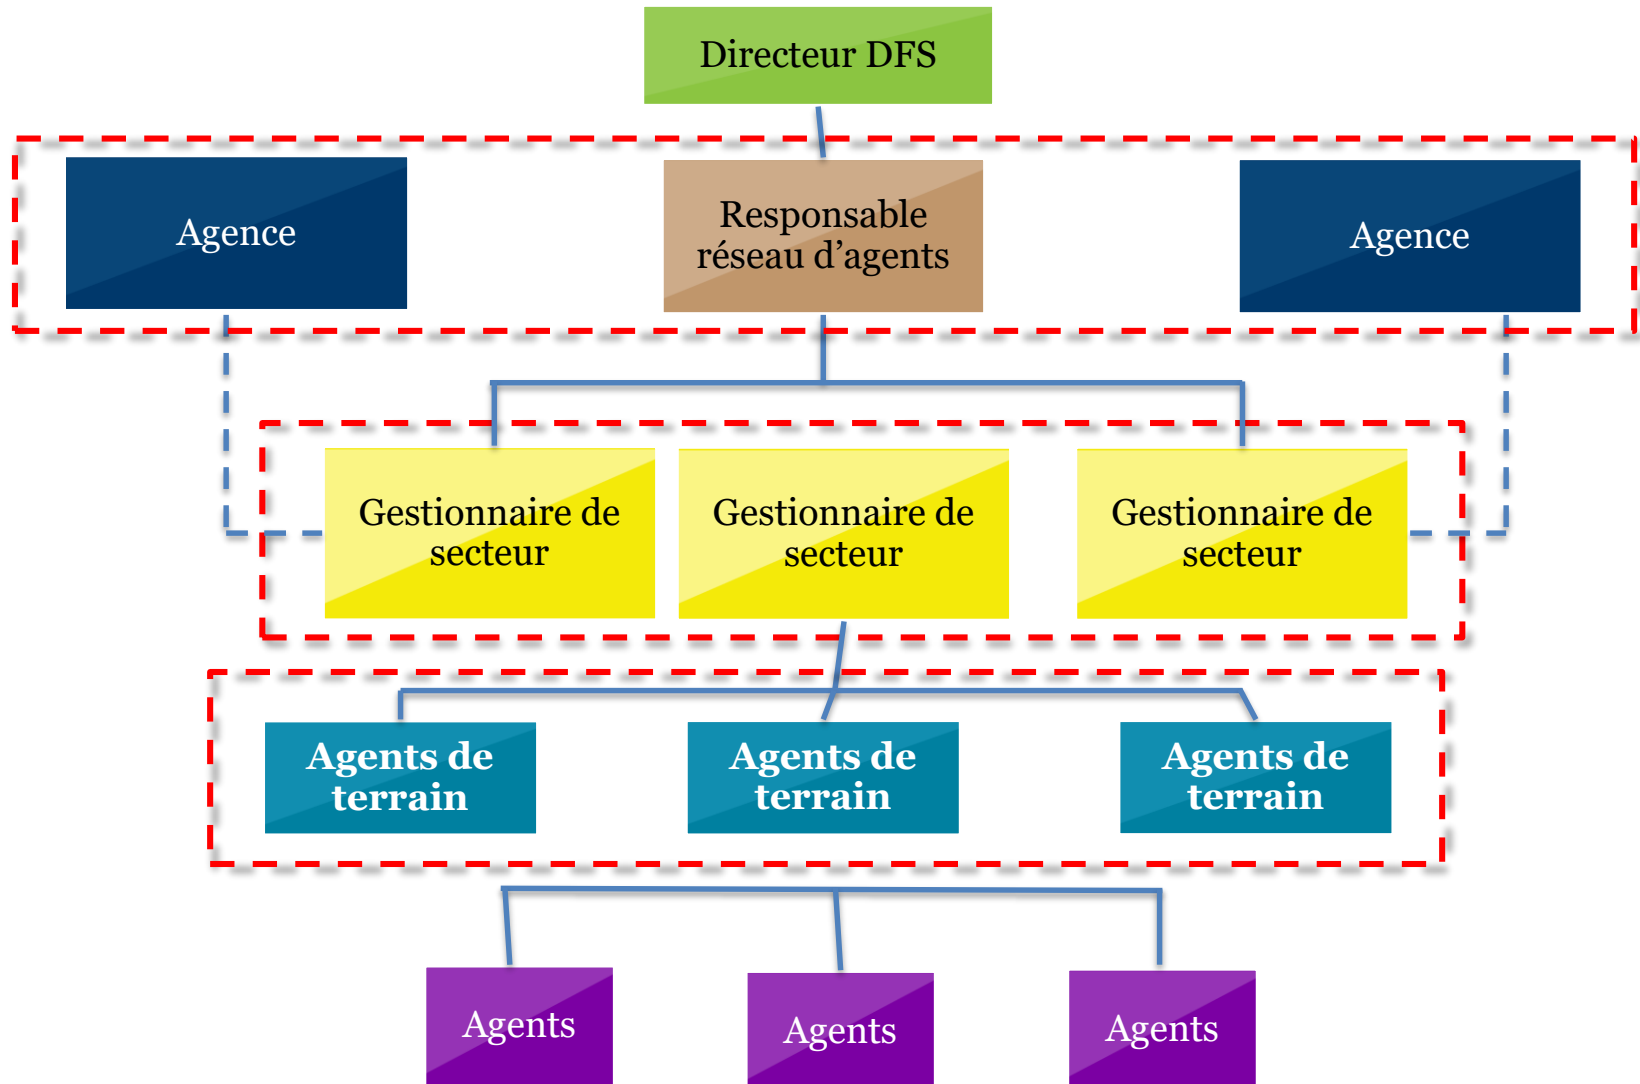 Directeur DFS
Agence
Responsable
réseau d’agents
Agence
Gestionnaire de
secteur
Gestionnaire de
secteur
Gestionnaire de
secteur
Agents de
terrain
Agents de
terrain
Agents de
terrain
Agents
Agents
Agents